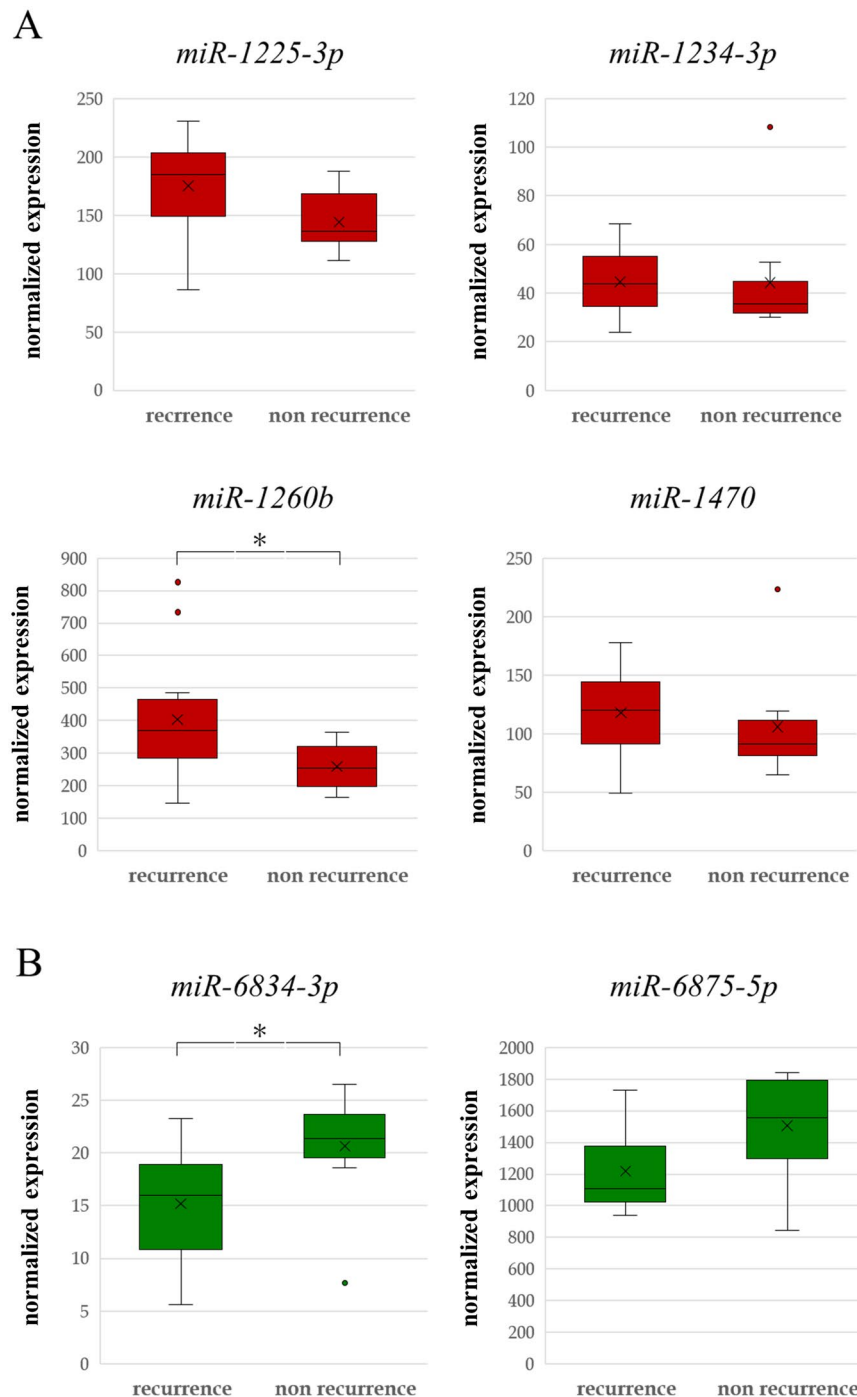 A
miR-1225-3p
miR-1234-3p
normalized expression
250
200
150
100
50
0
recrrence non recurrence
normalized expression
120
100
80
60
40
20
0
recurrence non recurrence
miR-1260b
miR-1470
normalized expression
*
900
800
700
600
500
400
300
200
100
0
recurrence non recurrence
normalized expression
250
200
150
100
50
0
recurrence non recurrence
B
miR-6834-3p
miR-6875-5p
normalized expression
*
30
25
20
15
10
5
0
recurrence non recurrence
normalized expression
2000
1800
1600
1400
1200
1000
800
600
400
200
0
recurrence non recurrence